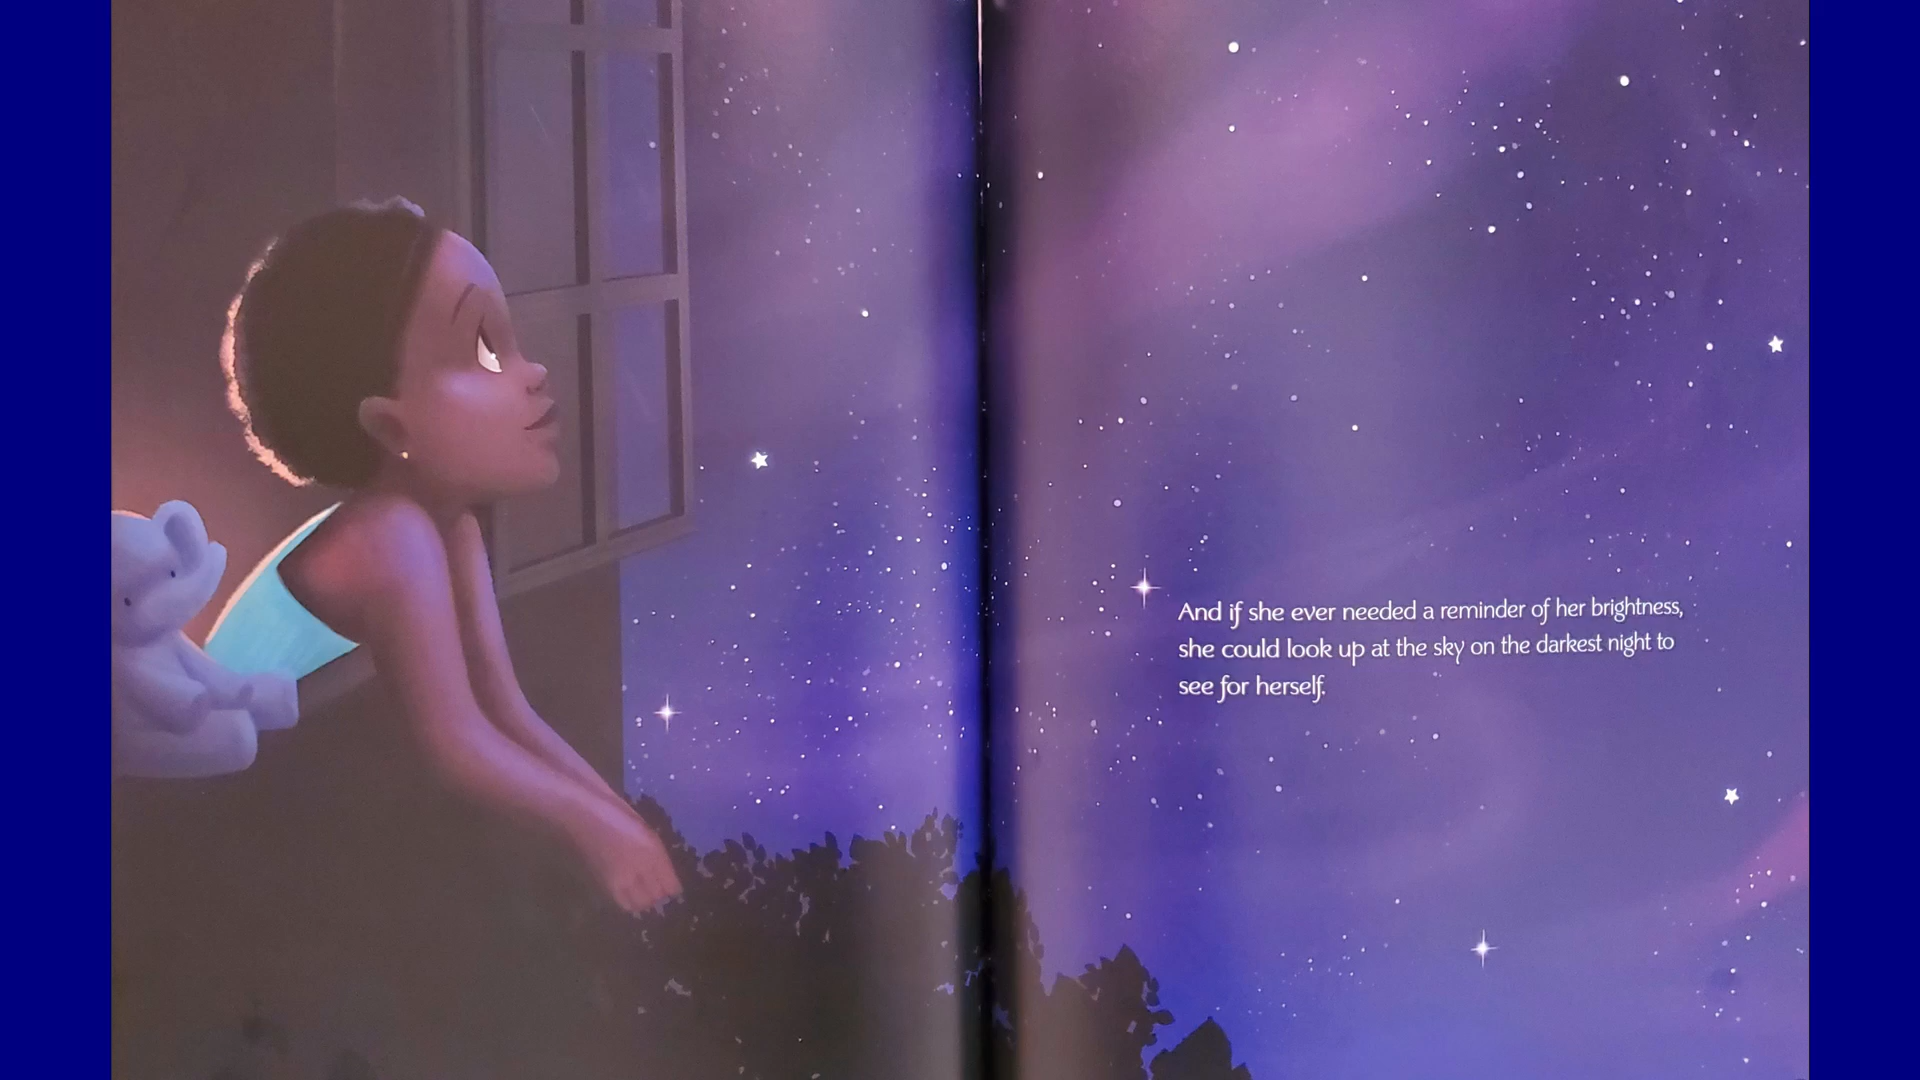 And if she ever needed a reminder of her brightness,
she could look up at the sky on the darkest night to
see for herself.